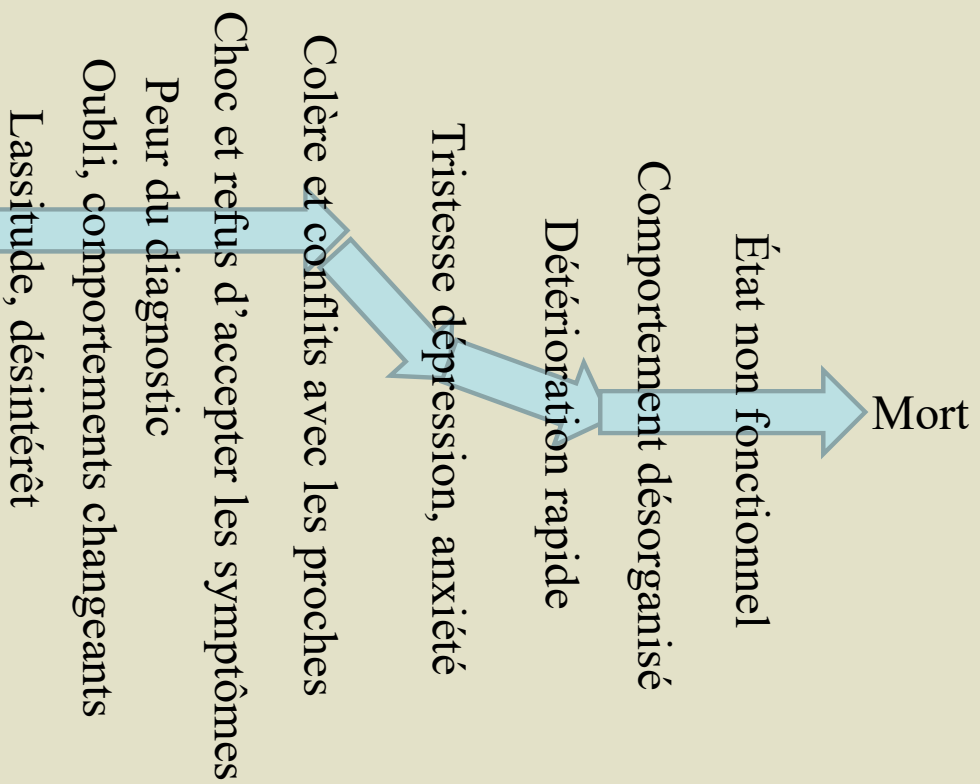 Lassitude, désintérêt
Oubli, comportements changeants
Peur du diagnostic
Choc et refus d’accepter les symptômes
Colère et conflits avec les proches
Tristesse dépression, anxiété
Détérioration rapide
Comportement désorganisé
État non fonctionnel
Mort